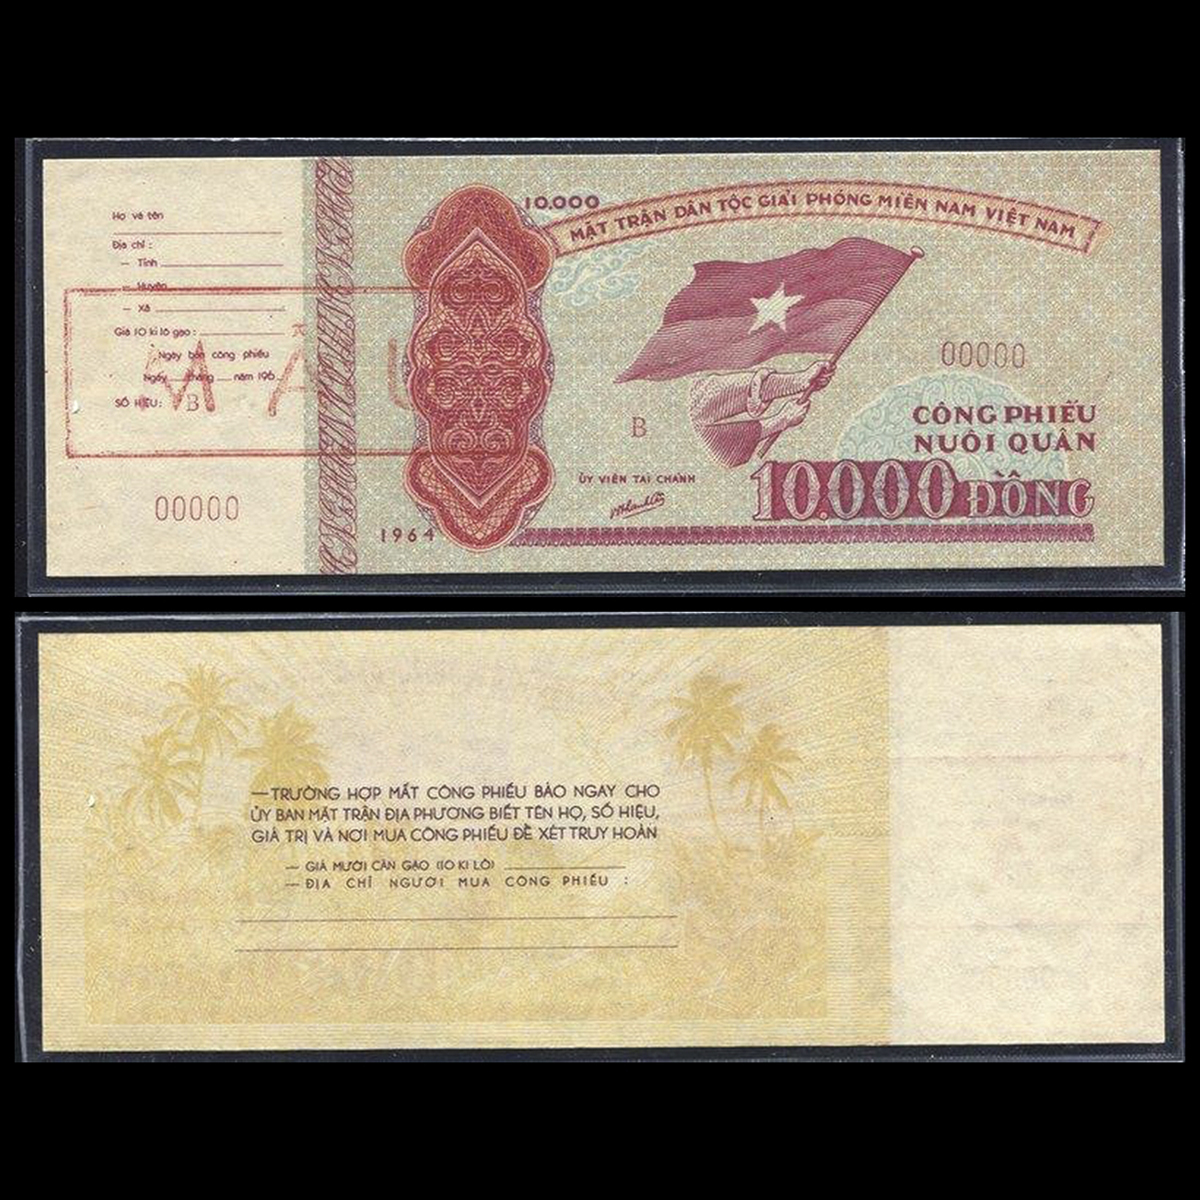 Họ và tên
Địa chỉ :
— Tỉnh
— Huyện
— Xã
Giá 10 ki lô gạo :
Ngày bán công phiếu
Ngày tháng năm 196
SỐ HIỆU : B
00000
MẪU
10.000
MẶT TRẬN DÂN TỘC GIẢI PHÓNG MIỀN NAM VIỆT NAM
00000
B
CÔNG PHIẾU
NUÔI QUÂN
ỦY VIÊN TÀI CHÁNH
10.000 ĐỒNG
1964
— TRƯỜNG HỢP MẤT CÔNG PHIẾU BÁO NGAY CHO
ỦY BAN MẶT TRẬN ĐỊA PHƯƠNG BIẾT TÊN HỌ, SỐ HIỆU,
GIÁ TRỊ VÀ NƠI MUA CÔNG PHIẾU ĐỂ XÉT TRUY HOÀN
— GIÁ MƯỜI CÂN GẠO (10 KI LÔ)
— ĐỊA CHỈ NGƯỜI MUA CÔNG PHIẾU :